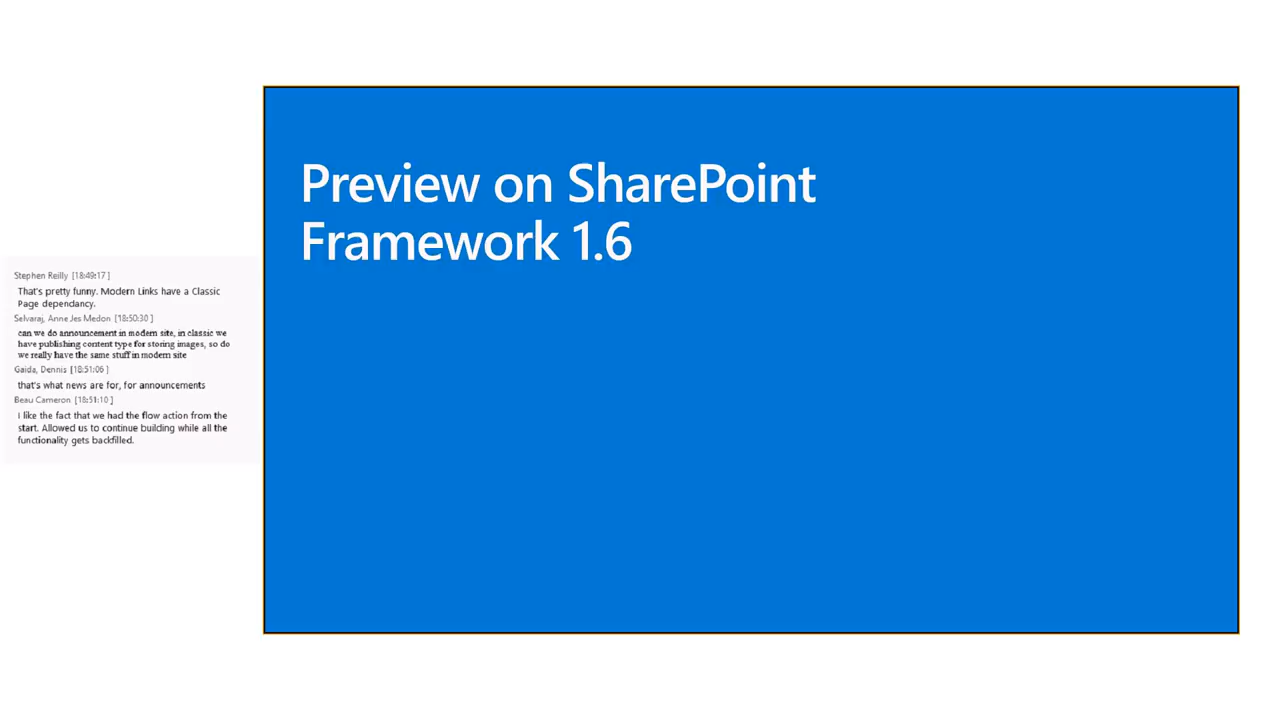 Preview on SharePoint
Framework 1.6
Stephen Reilly [18:49:17 ]
That's pretty funny. Modern Links have a Classic
Page dependancy.
Selvaraj, Anne Jes Medon [18:50:30 ]
can we do announcement in modern site, in classic we
have publishing content type for storing images, so do
we really have the same stuff in modern site
Gaida, Dennis [18:51:06 ]
that's what news are for, for announcements
Beau Cameron [18:51:10 ]
I like the fact that we had the flow action from the
start. Allowed us to continue building while all the
functionality gets backfilled.